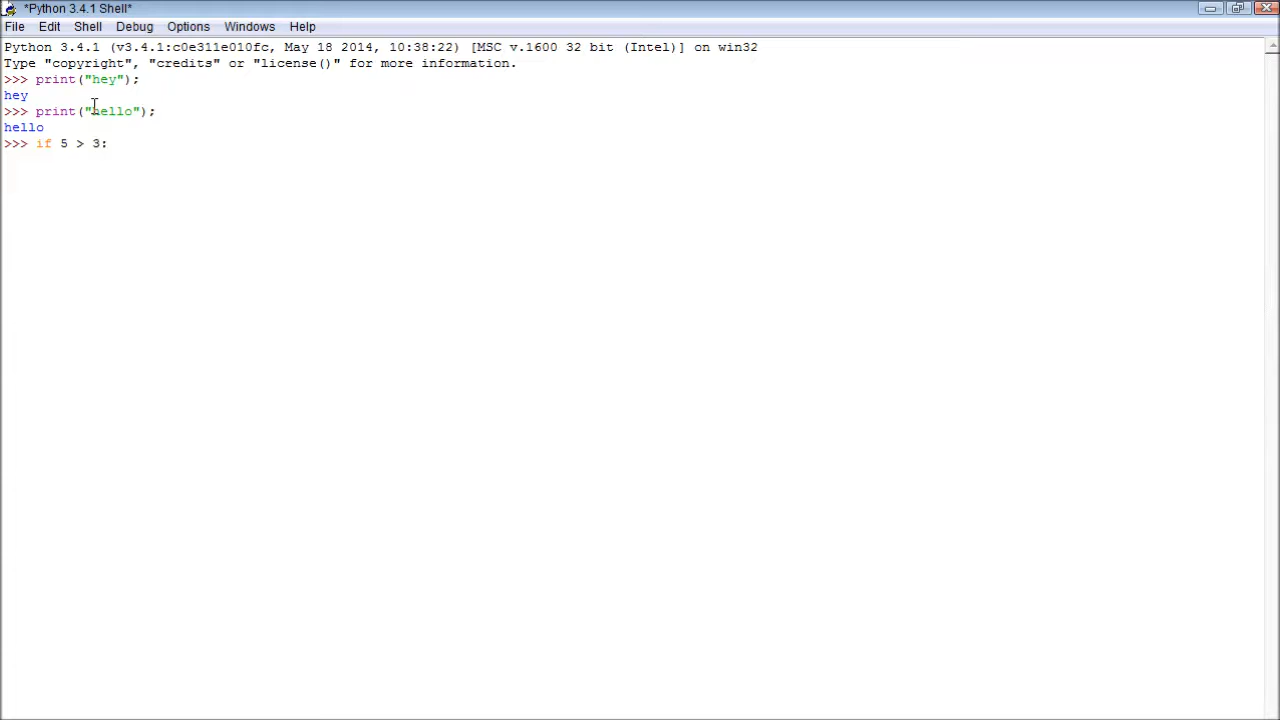 *Python 3.4.1 Shell*
File Edit Shell Debug Options Windows Help
Python 3.4.1 (v3.4.1:c0e311e010fc, May 18 2014, 10:38:22) [MSC v.1600 32 bit (Intel)] on win32
Type "copyright", "credits" or "license()" for more information.
>>> print("hey");
hey
>>> print("hello");
hello
>>> if 5 > 3: